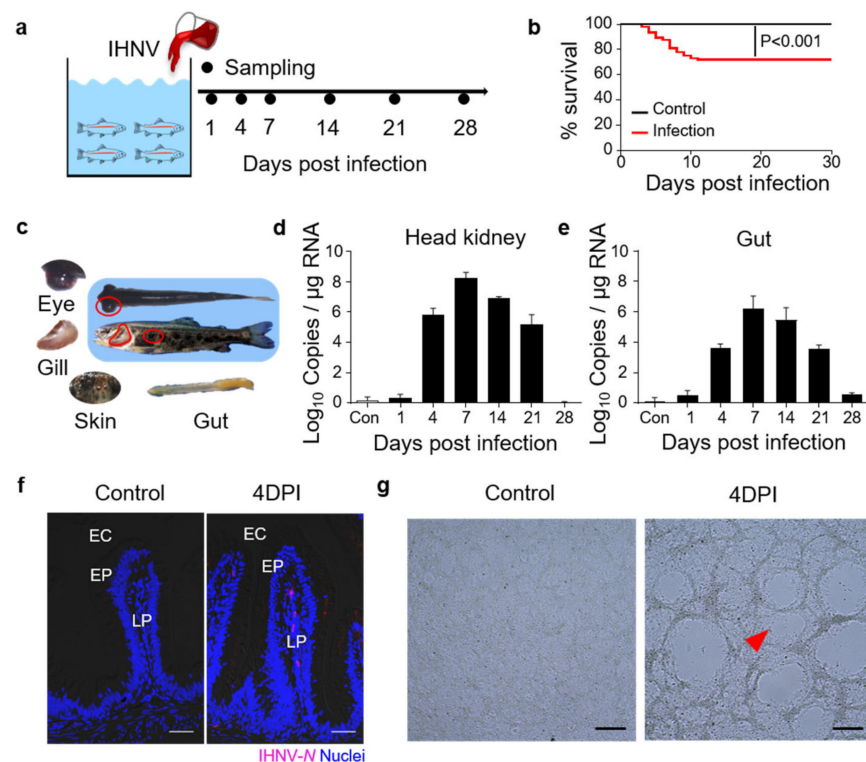 a
IHNV
Sampling
1 4 7 14 21 28
Days post infection
b
% survival
100
80
60
40
20
0
P<0.001
Control
Infection
0 10 20 30
Days post infection
c
Eye
Gill
Skin Gut
d
Head kidney
Log10 Copies / µg RNA
10
8
6
4
2
0
Con 1 4 7 14 21 28
Days post infection
e
Gut
Log10 Copies / µg RNA
10
8
6
4
2
0
Con 1 4 7 14 21 28
Days post infection
f
Control 4DPI
EC
EP
LP
EC
EP
LP
IHNV-N Nuclei
g
Control 4DPI